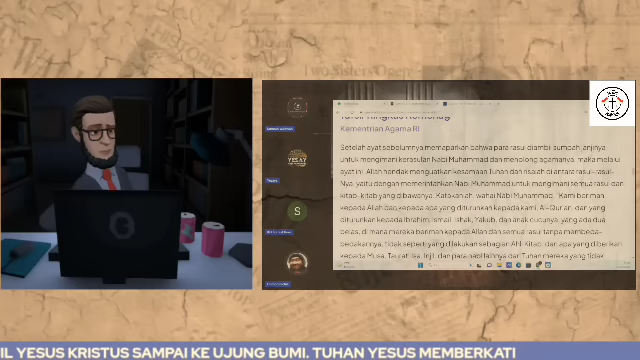 Kementrian Agama RI
Setelah ayat sebelumnya memaparkan bahwa para rasul diambil sumpah janjinya
untuk mengimani kerasulan Nabi Muhammad dan menolong agamanya, maka melalui
ayat ini, Allah hendak menguatkan kesamaan Tuhan dan risalah di antara rasul-rasul-
Nya, yaitu dengan memerintahkan Nabi Muhammad untuk mengimani semua rasul dan
kitab-kitab yang dibawanya. Katakanlah, wahai Nabi Muhammad, "Kami beriman
kepada Allah dan kepada apa yang diturunkan kepada kami, Al-Qur'an, dan yang
diturunkan kepada Ibrahim, Ismail, Ishak, Yakub, dan anak cucunya, yang ada dua
belas, di mana mereka beriman kepada Allah dan semua rasul tanpa membeda-
bedakannya, tidak seperti yang dilakukan sebagian Ahli Kitab, dan apa yang diberikan
kepada Musa, Taurat, Isa, Injil, dan para nabi lainnya dari Tuhan mereka yang tidak
YESAY
S
IL YESUS KRISTUS SAMPAI KE UJUNG BUMI. TUHAN YESUS MEMBERKATI